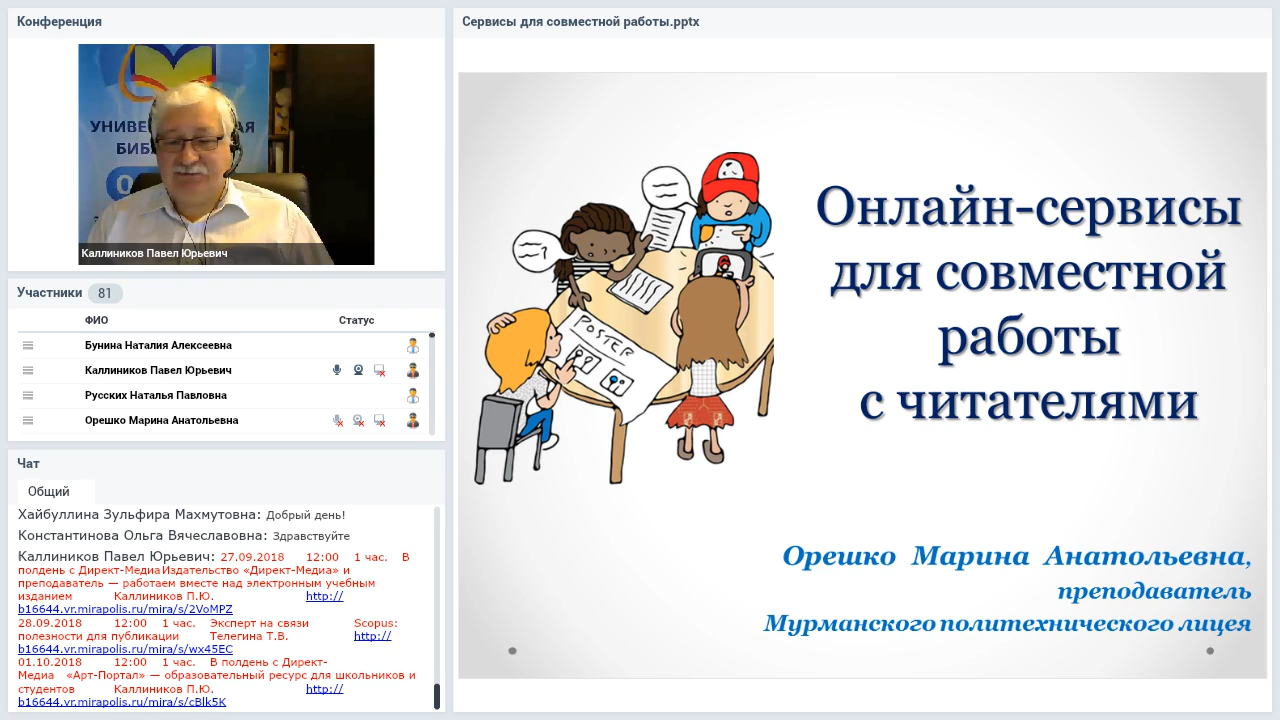 Конференция
УНИВЕ
АЯ
БИБ
Каллиников Павел Юрьевич
Участники 81
ФИО Статус
Бунина Наталия Алексеевна
Каллиников Павел Юрьевич
Русских Наталья Павловна
Орешко Марина Анатольевна
Чат
Общий
Хайбуллина Зульфира Махмутовна: Добрый день!
Константинова Ольга Вячеславовна: Здравствуйте
Каллиников Павел Юрьевич: 27.09.2018 12:00 1 час. В
полдень с Директ-Медиа Издательство «Директ-Медиа» и
преподаватель — работаем вместе над электронным учебным
изданием Каллиников П.Ю. http://
b16644.vr.mirapolis.ru/mira/s/2VoMPZ
28.09.2018 12:00 1 час. Эксперт на связи Scopus:
полезности для публикации Телегина Т.В. http://
b16644.vr.mirapolis.ru/mira/s/wx45EC
01.10.2018 12:00 1 час. В полдень с Директ-
Медиа «Арт-Портал» — образовательный ресурс для школьников и
студентов Каллиников П.Ю. http://
b16644.vr.mirapolis.ru/mira/s/cBlk5K
Сервисы для совместной работы.pptx
?
POSTER
Онлайн-сервисы
для совместной
работы
с читателями
Орешко Марина Анатольевна,
преподаватель
Мурманского политехнического лицея